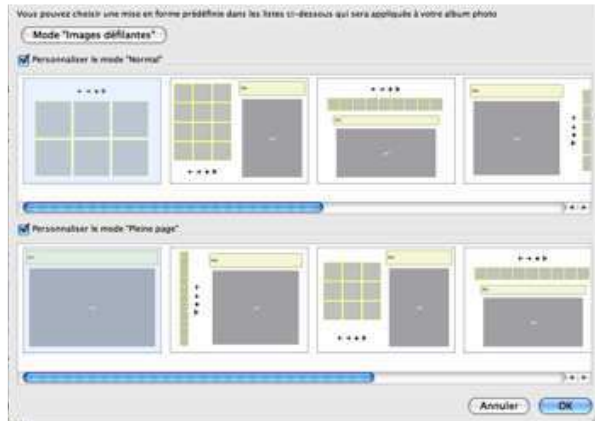 Vous pouvez choisir une mise en forme prédéfinie dans les listes ci-dessous qui sera appliquée à votre album photo
Mode "Images défilantes"
Personnaliser le mode "Normal"
Personnaliser le mode "Pleine page"
Annuler
OK